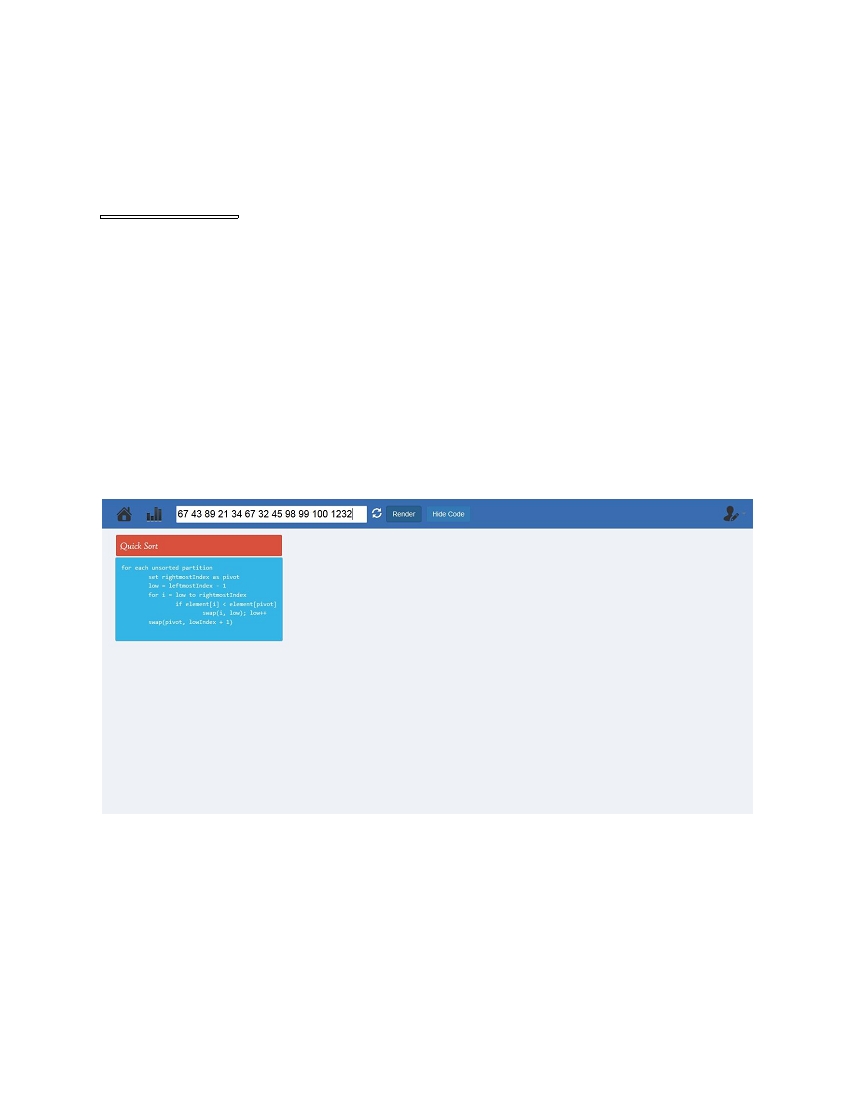 67 43 89 21 34 67 32 45 98 99 100 1232
Render
Hide Code
Quick Sort
for each unsorted partition
set rightmostIndex as pivot
low = leftmostIndex - 1
for i = low to rightmostIndex
if element[i] < element[pivot]
swap(i, low); low++
swap(pivot, lowIndex + 1)